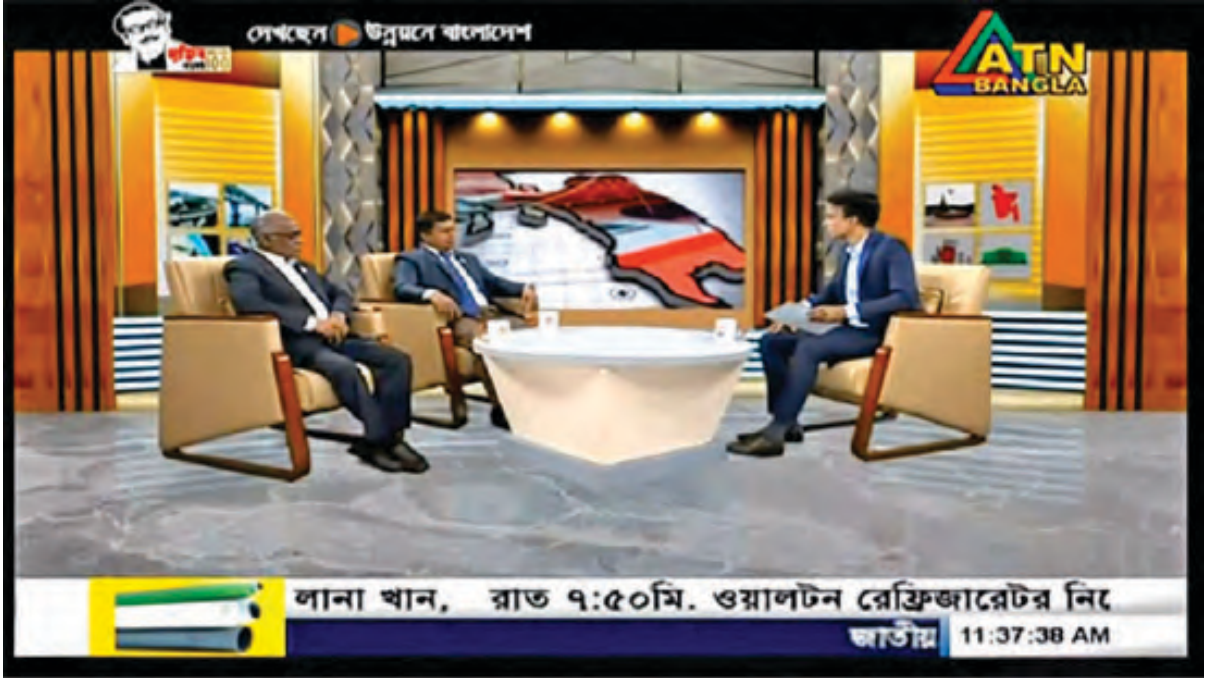 দেখছেন উন্নয়নে বাংলাদেশ
ATN
BANGLA
লানা খান, রাত ৭:৫০মি. ওয়ালটন রেফ্রিজারেটর নি
জাতীয় 11:37:38 AM